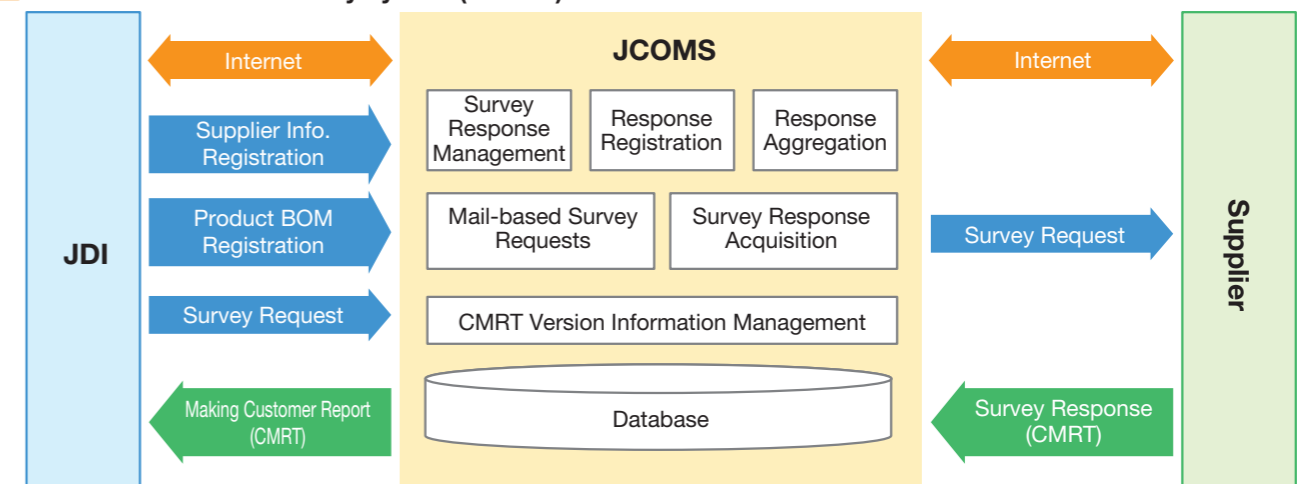 JDI
Internet
Supplier Info.
Registration
Product BOM
Registration
Survey Request
Making Customer Report
(CMRT)
JCOMS
Survey
Response
Management
Response
Registration
Response
Aggregation
Mail-based Survey
Requests
Survey Response
Acquisition
CMRT Version Information Management
Database
Internet
Survey Request
Survey Response
(CMRT)
Supplier